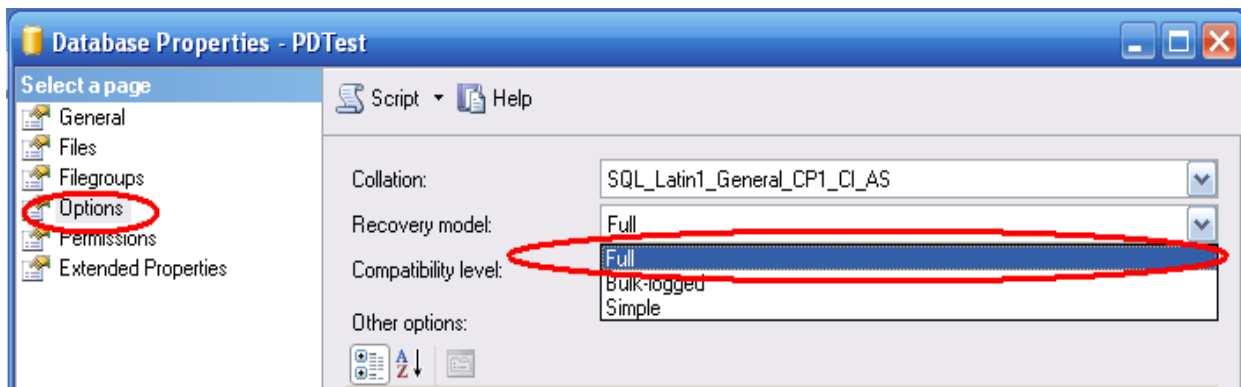 Database Properties - PDTest
Select a page
General
Files
Filegroups
Options
Permissions
Extended Properties
Script
Help
Collation:
SQL_Latin1_General_CP1_CI_AS
Recovery model:
Full
Full
Bulk-logged
Simple
Compatibility level:
Other options:
A
Z